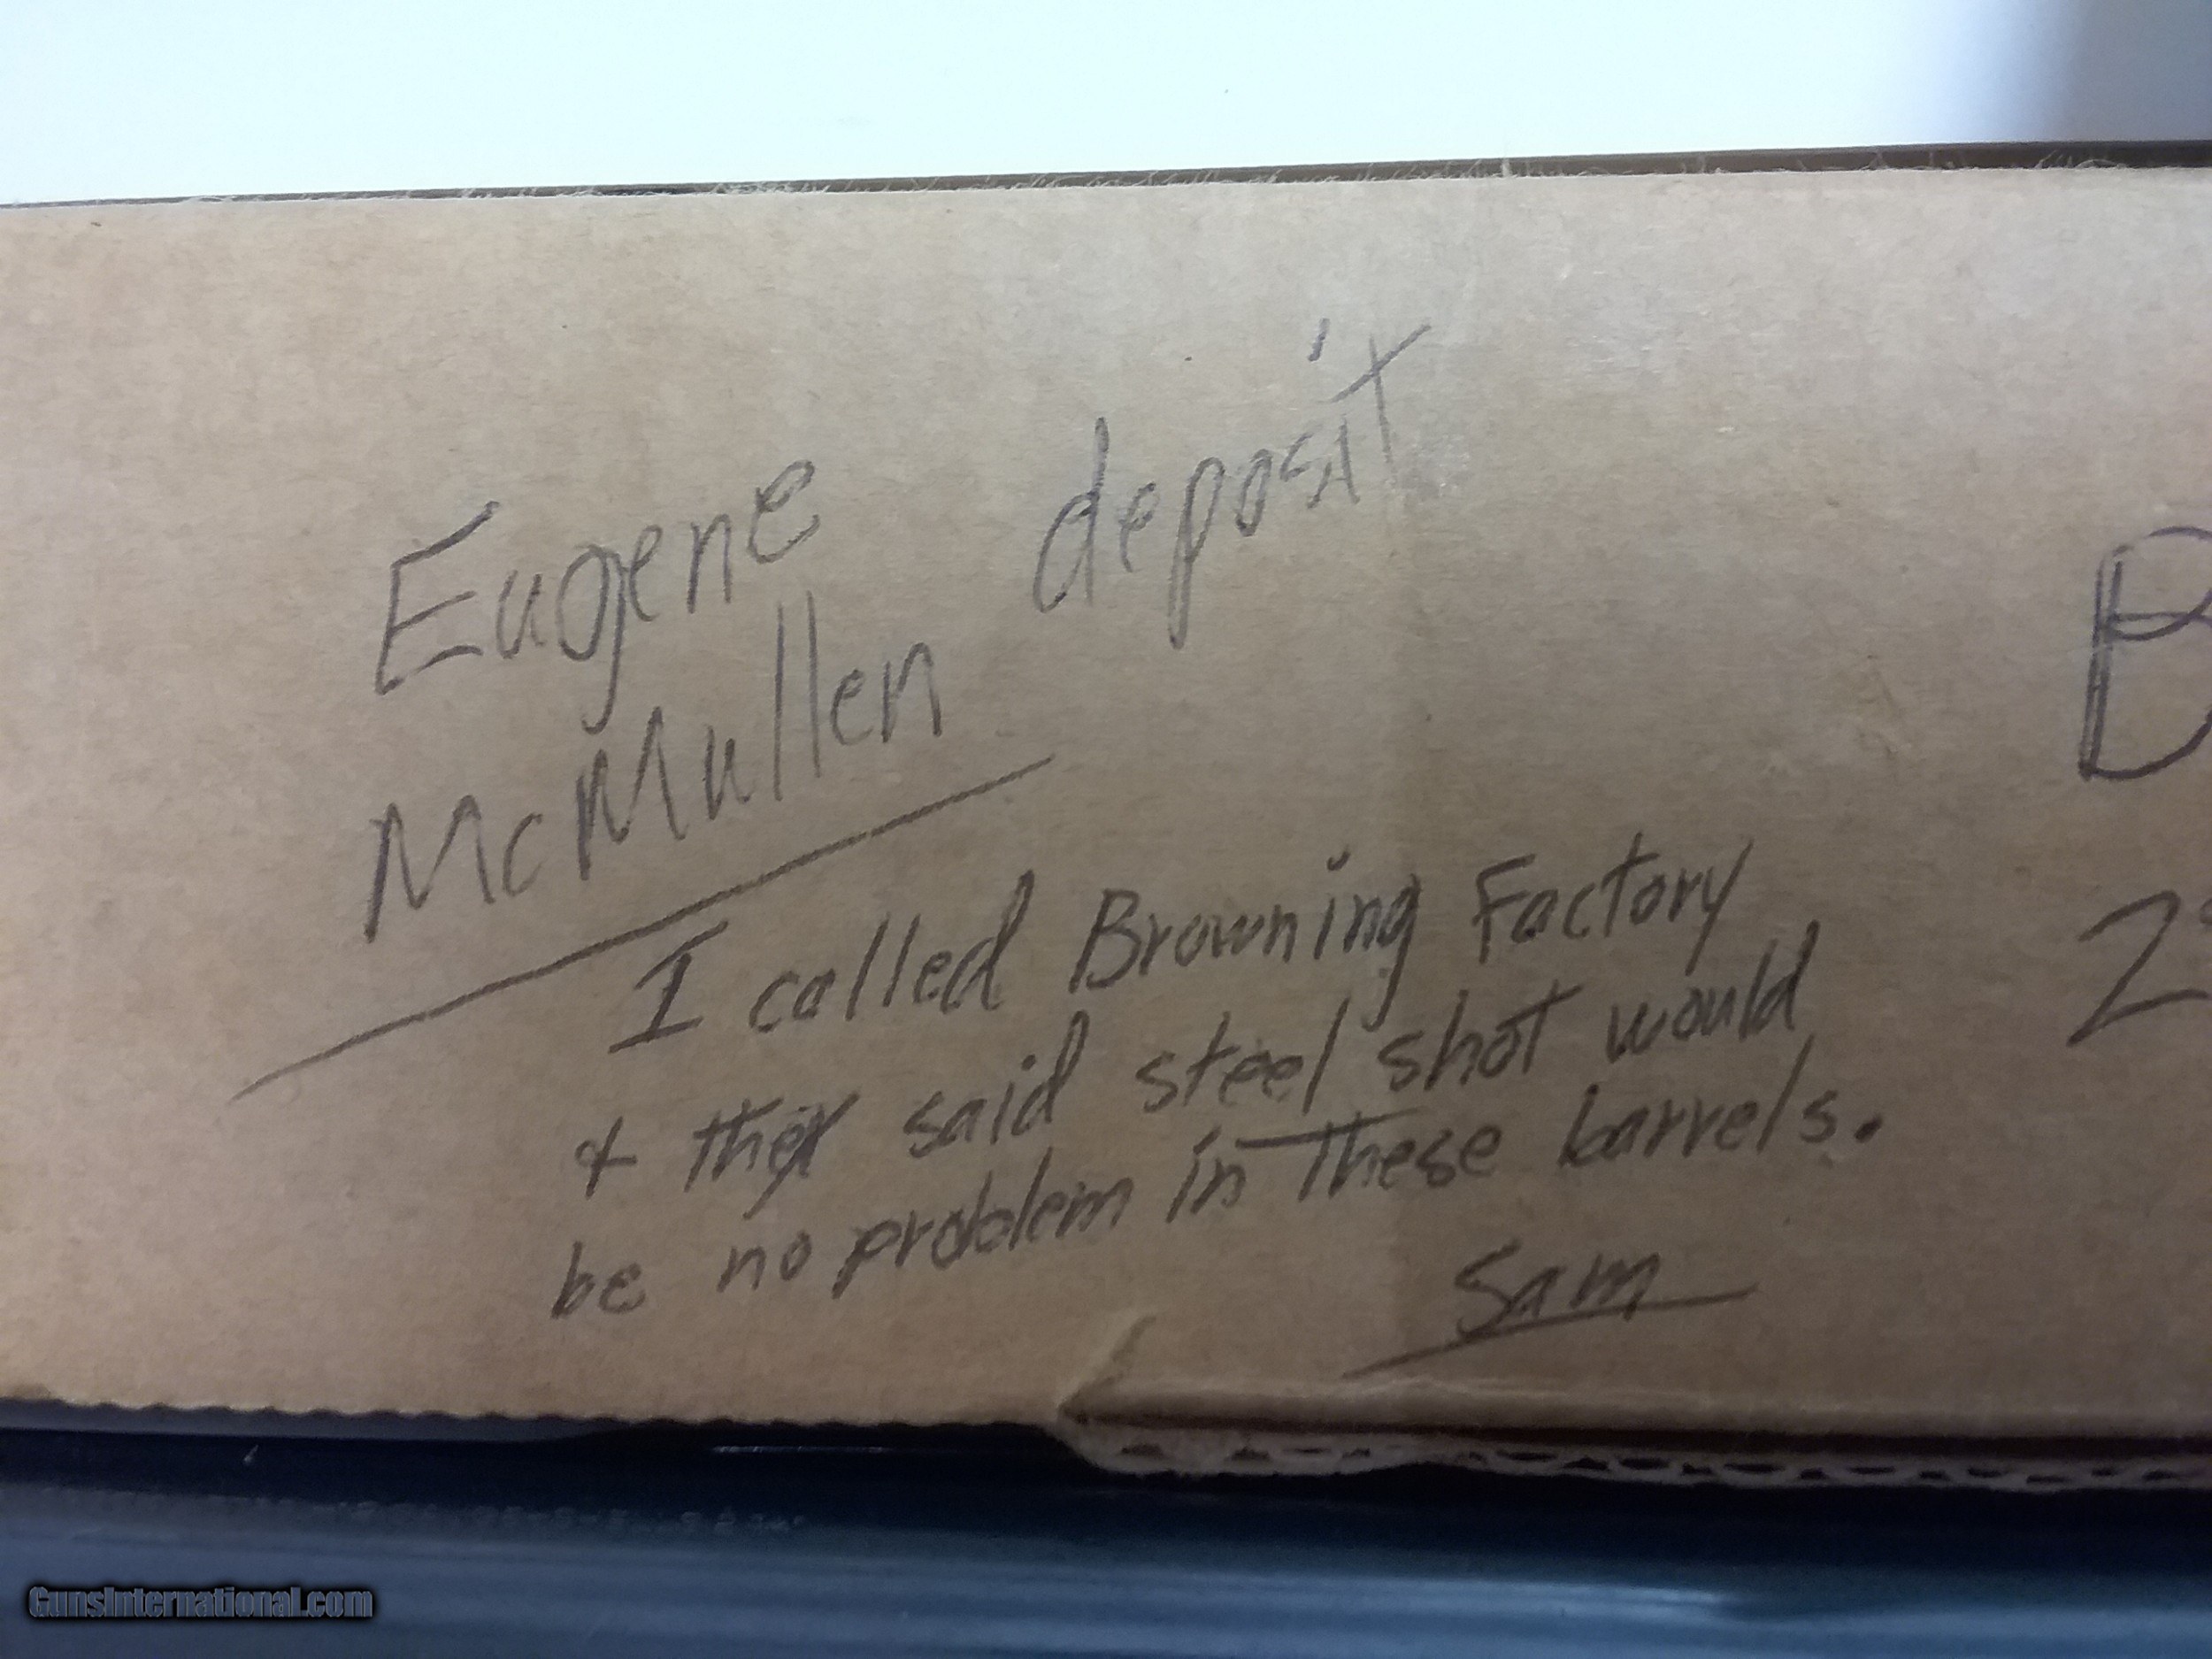 Eugene
McMullen deposit
I called Browning Factory
& they said steel shot would
be no problem in these barrels.
Sam
B
2
GunsInternational.com